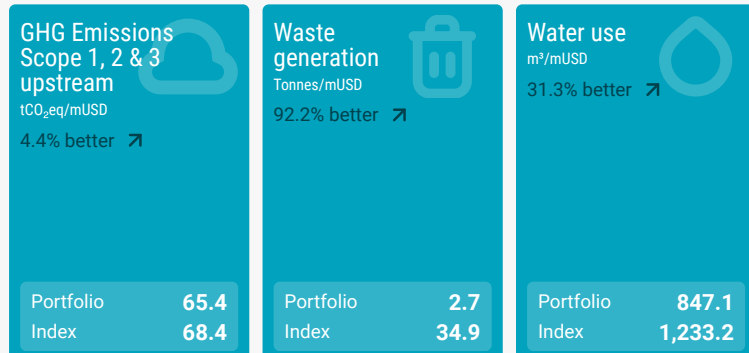 GHG Emissions
Scope 1, 2 & 3
upstream
tCO₂eq/mUSD
4.4% better
Portfolio 65.4
Index 68.4
Waste
generation
Tonnes/mUSD
92.2% better
Portfolio 2.7
Index 34.9
Water use
m³/mUSD
31.3% better
Portfolio 847.1
Index 1,233.2